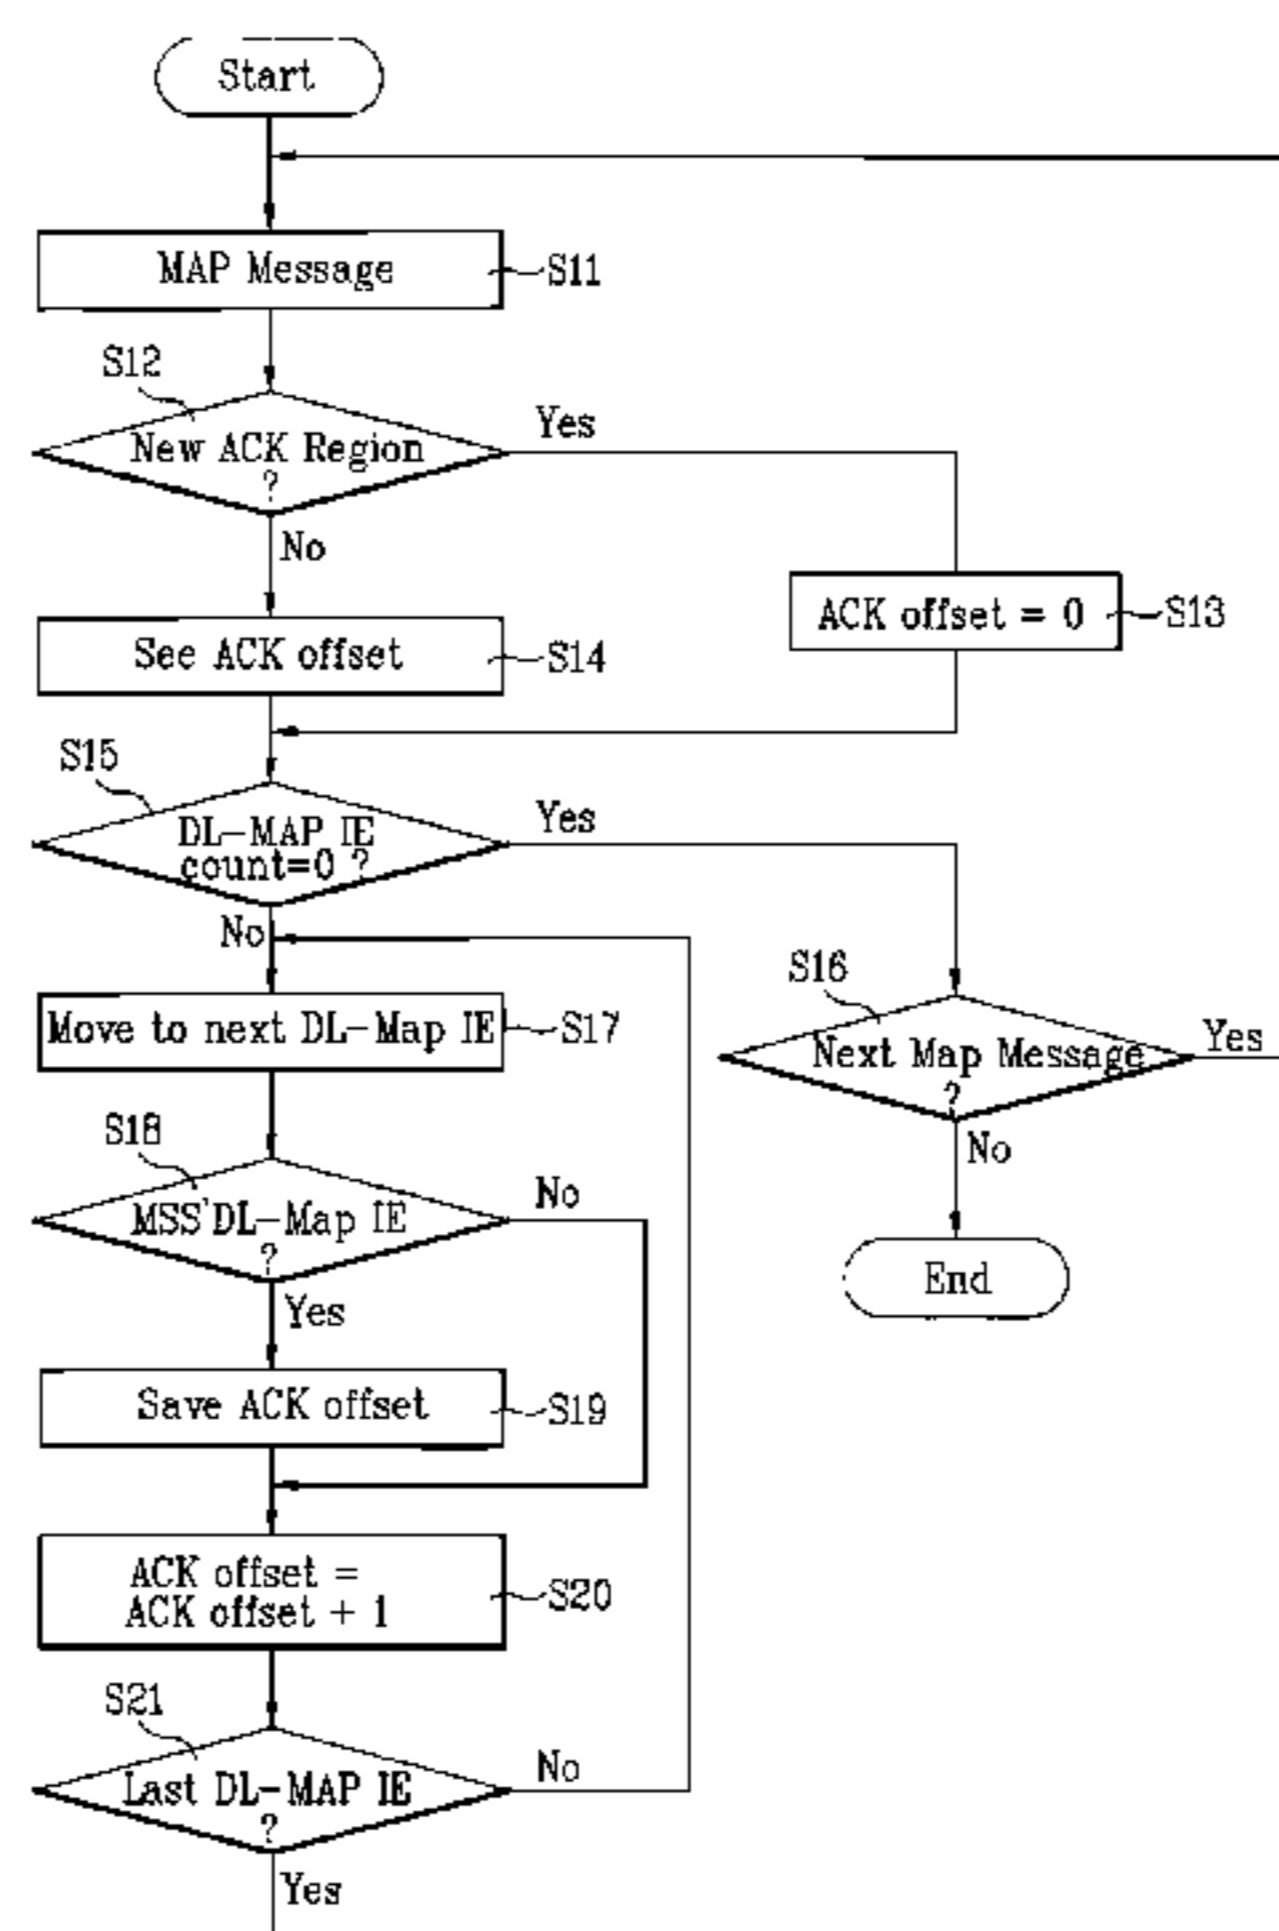 Start
MAP Message
S11
S12
New ACK Region
?
Yes
No
ACK offset = 0
S13
See ACK offset
S14
S15
DL-MAP IE
count=0 ?
Yes
No
S16
Next Map Message
?
Yes
No
End
Move to next DL-Map IE
S17
S18
MSS'DL-Map IE
?
No
Yes
Save ACK offset
S19
ACK offset =
ACK offset + 1
S20
S21
Last DL-MAP IE
?
No
Yes